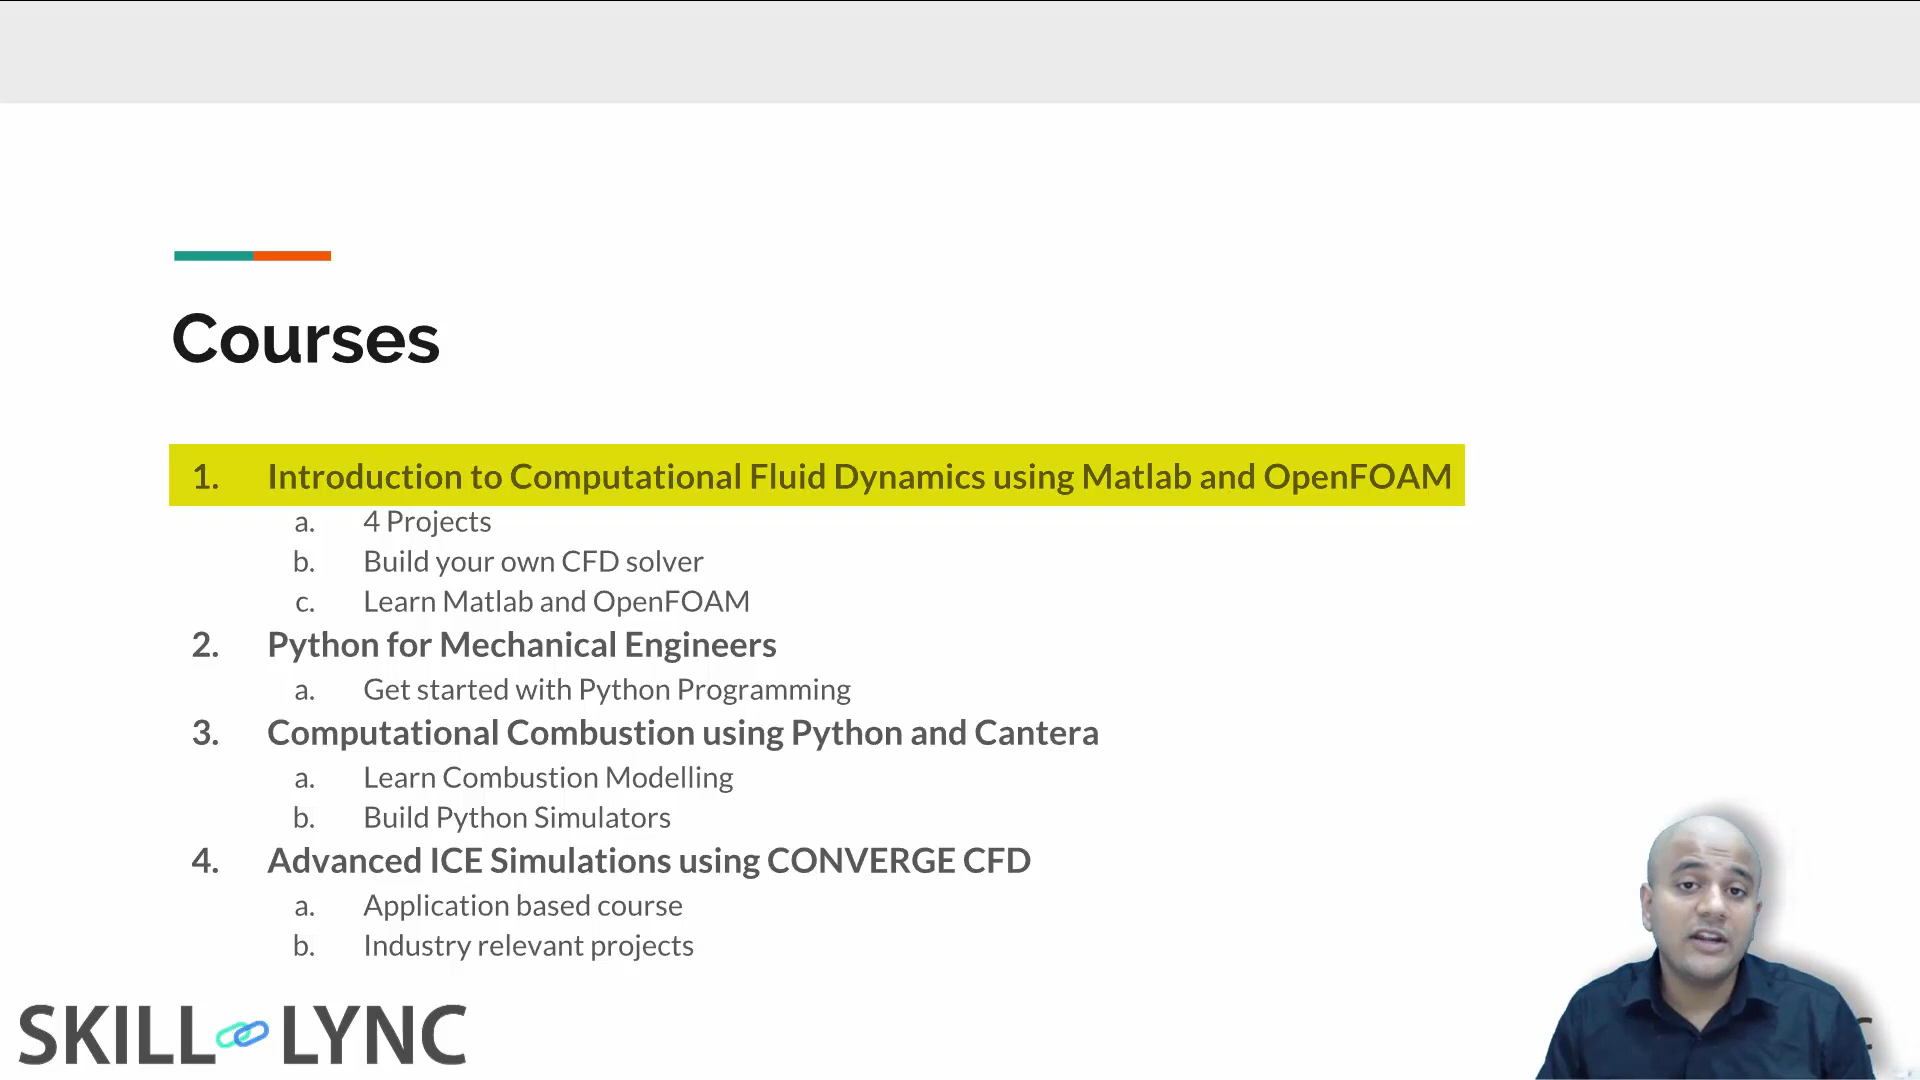 Courses
1. Introduction to Computational Fluid Dynamics using Matlab and OpenFOAM
a. 4 Projects
b. Build your own CFD solver
c. Learn Matlab and OpenFOAM
2. Python for Mechanical Engineers
a. Get started with Python Programming
3. Computational Combustion using Python and Cantera
a. Learn Combustion Modelling
b. Build Python Simulators
4. Advanced ICE Simulations using CONVERGE CFD
a. Application based course
b. Industry relevant projects
SKILL LYNC